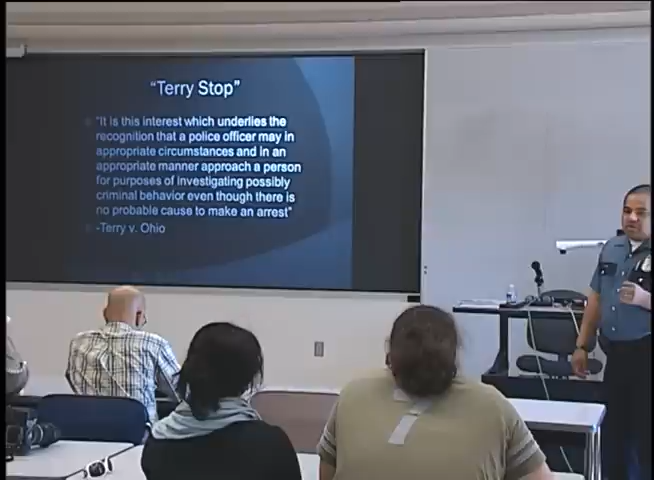 "Terry Stop"
"It is this interest which underlies the
recognition that a police officer may in
appropriate circumstances and in an
appropriate manner approach a person
for purposes of investigating possibly
criminal behavior even though there is
no probable cause to make an arrest"
-Terry v. Ohio